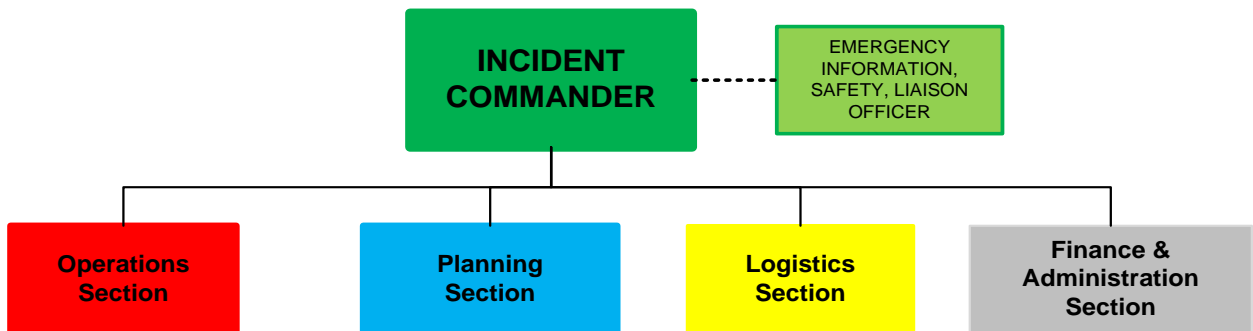 INCIDENT
COMMANDER
EMERGENCY
INFORMATION,
SAFETY, LIAISON
OFFICER
Operations
Section
Planning
Section
Logistics
Section
Finance &
Administration
Section